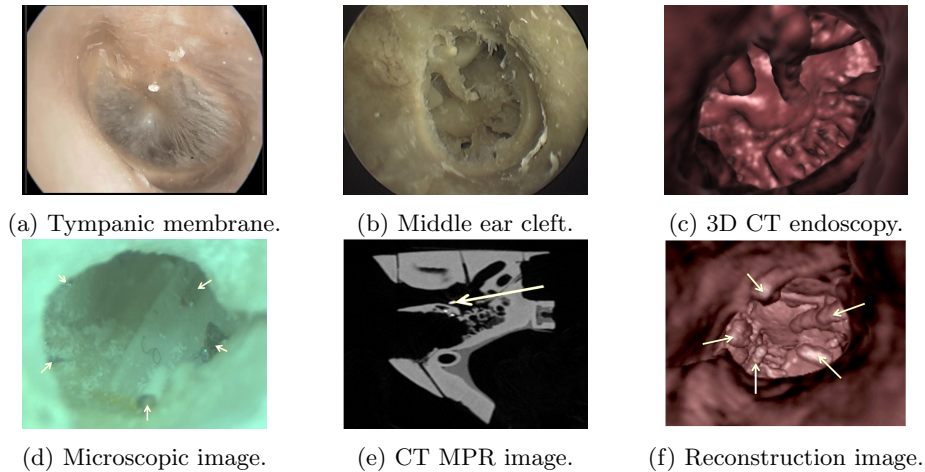 (a) Tympanic membrane.
(b) Middle ear cleft.
(c) 3D CT endoscopy.
(d) Microscopic image.
(e) CT MPR image.
(f) Reconstruction image.